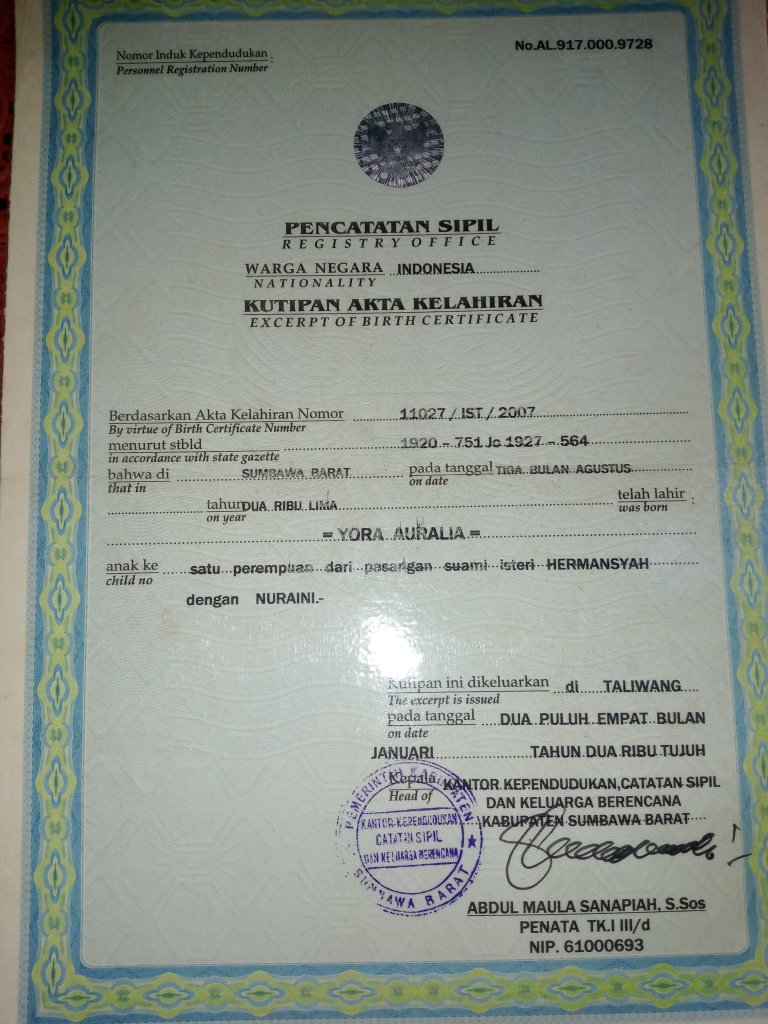 No.AL.917.000.9728
Nomor Induk Kependudukan :
Personnel Registration Number
PENCATATAN SIPIL
REGISTRY OFFICE
WARGA NEGARA INDONESIA
NATIONALITY
KUTIPAN AKTA KELAHIRAN
EXCERPT OF BIRTH CERTIFICATE
Berdasarkan Akta Kelahiran Nomor 11027 / IST / 2007
By virtue of Birth Certificate Number
menurut stbld 1920 - 751 Jo 1927 - 564
in accordance with state gazette
bahwa di SUMBAWA BARAT pada tanggal TIGA BULAN AGUSTUS
that in on date
tahun DUA RIBU LIMA telah lahir :
on year was born
= YORA AURALIA =
anak ke satu perempuan dari pasangan suami isteri HERMANSYAH
child no
dengan NURAINI.-
Kutipan ini dikeluarkan di TALIWANG
The excerpt is issued
pada tanggal DUA PULUH EMPAT BULAN
on date
JANUARI TAHUN DUA RIBU TUJUH
Kepala KANTOR KEPENDUDUKAN,CATATAN SIPIL
Head of DAN KELUARGA BERENCANA
KABUPATEN SUMBAWA BARAT
PEMERINTAH KABUPATEN
KANTOR KEPENDUDUKAN
CATATAN SIPIL
DAN KELUARGA BERENCANA
SUMBAWA BARAT
ABDUL MAULA SANAPIAH, S.Sos
PENATA TK.I III/d
NIP. 61000693